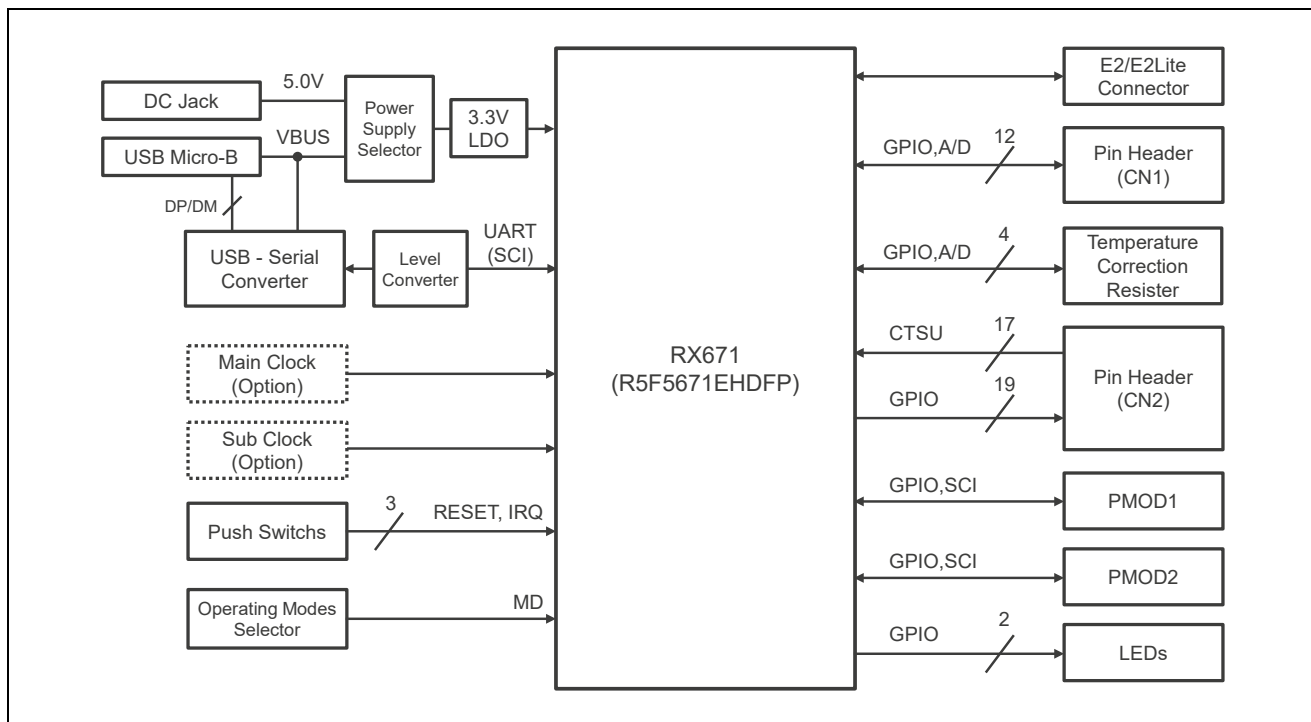 DC Jack
5.0V
USB Micro-B
VBUS
Power
Supply
Selector
3.3V
LDO
DP/DM
USB - Serial
Converter
Level
Converter
UART
(SCI)
Main Clock
(Option)
Sub Clock
(Option)
Push Switchs
3
RESET, IRQ
Operating Modes
Selector
MD
RX671
(R5F5671EHDFP)
E2/E2Lite
Connector
GPIO,A/D
12
Pin Header
(CN1)
GPIO,A/D
4
Temperature
Correction
Resister
CTSU
17
GPIO
19
Pin Header
(CN2)
GPIO,SCI
PMOD1
GPIO,SCI
PMOD2
GPIO
2
LEDs